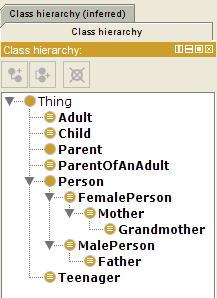 Class hierarchy (inferred)
Class hierarchy
Class hierarchy:
Thing
Adult
Child
Parent
ParentOfAnAdult
Person
FemalePerson
Mother
Grandmother
MalePerson
Father
Teenager